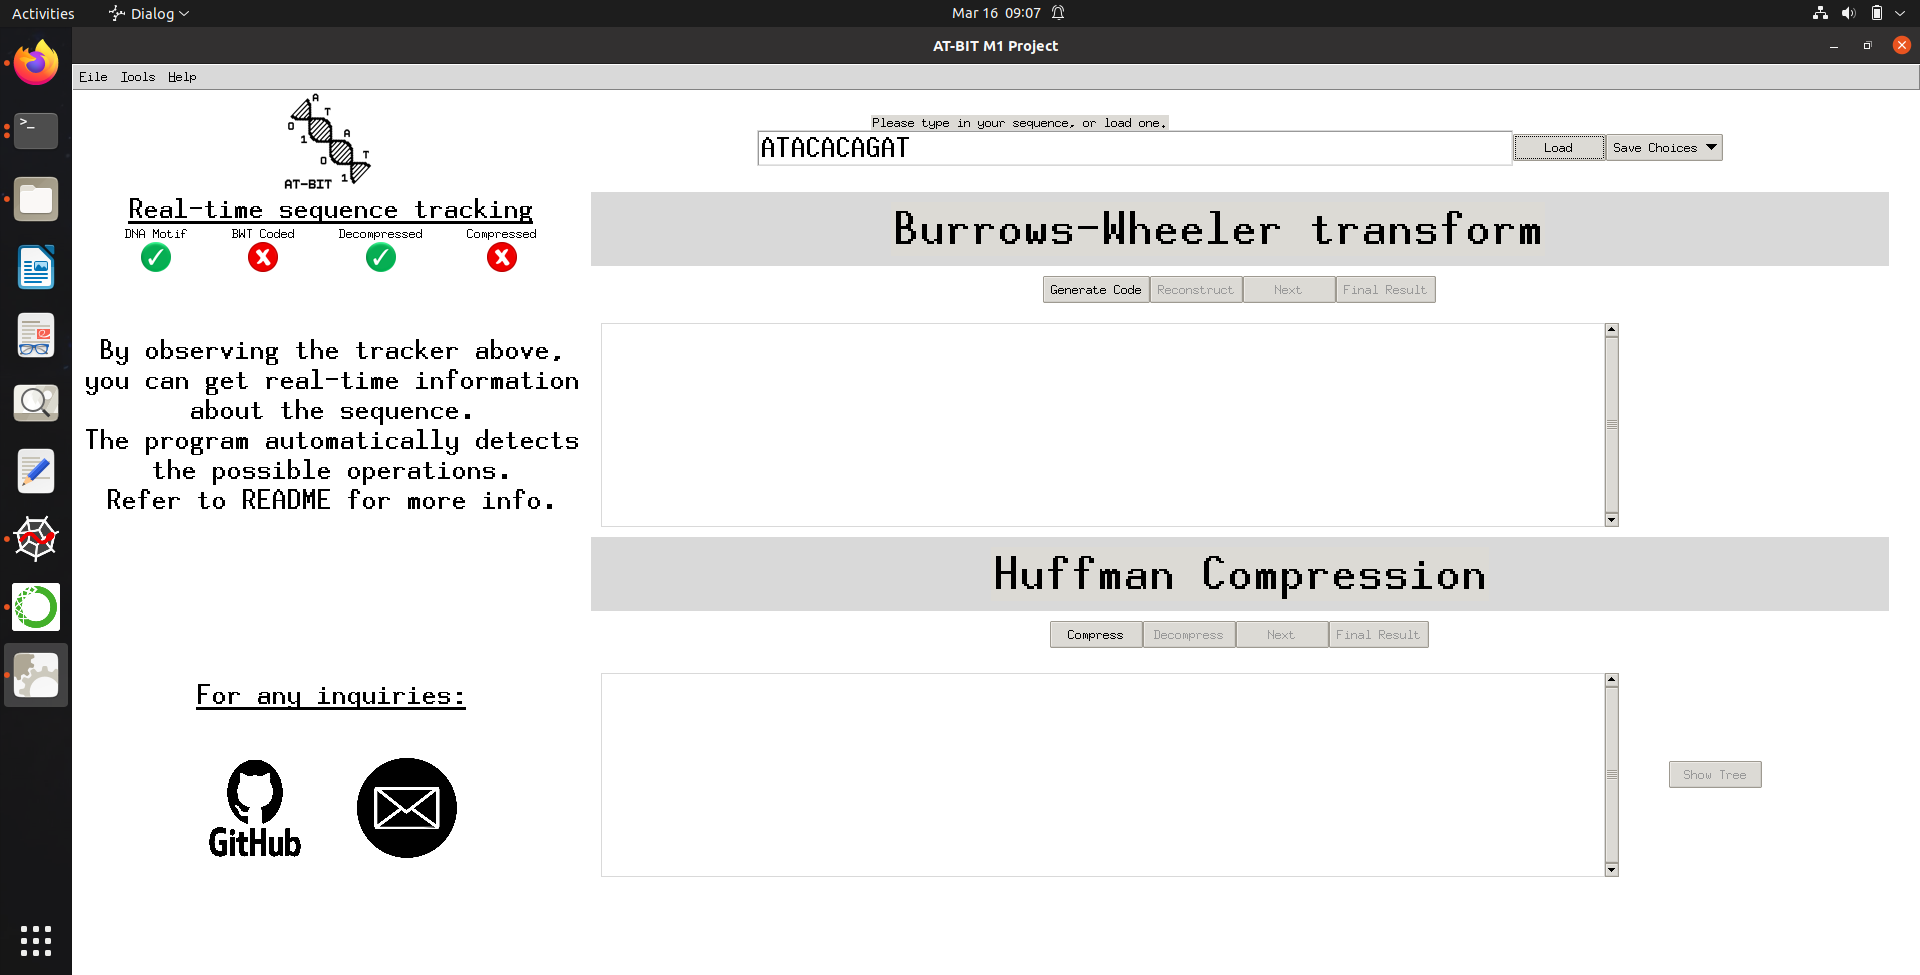 Activities
Dialog
Mar 16 09:07
AT-BIT M1 Project
File Tools Help
A
T
0
1
A
0
T
1
AT-BIT
Please type in your sequence, or load one.
ATACACAGAT
Load
Save Choices
Real-time sequence tracking
DNA Motif BWT Coded Decompressed Compressed
By observing the tracker above,
you can get real-time information
about the sequence.
The program automatically detects
the possible operations.
Refer to README for more info.
For any inquiries:
GitHub
Burrows-Wheeler transform
Generate Code Reconstruct Next Final Result
Huffman Compression
Compress Decompress Next Final Result
Show Tree